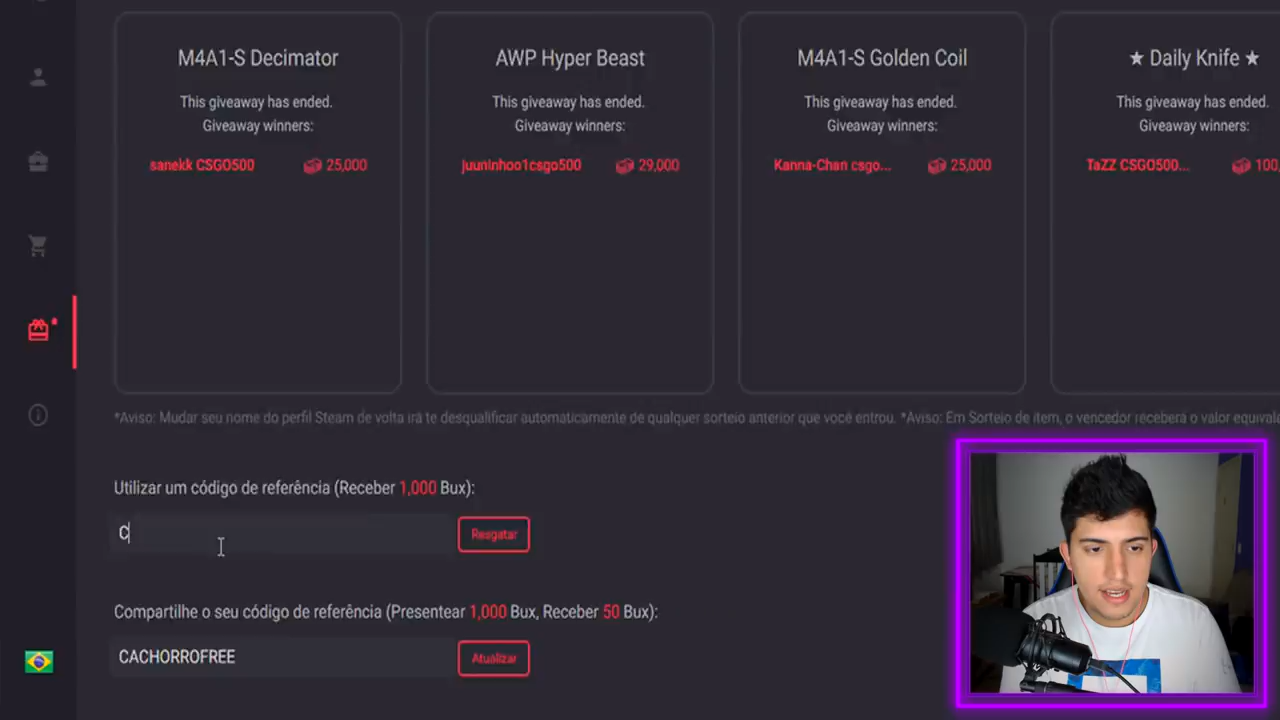 M4A1-S Decimator
This giveaway has ended.
Giveaway winners:
sanekk CSGO500 25,000
AWP Hyper Beast
This giveaway has ended.
Giveaway winners:
juuninhoo1csgo500 29,000
M4A1-S Golden Coil
This giveaway has ended.
Giveaway winners:
Kanna-Chan csgo... 25,000
★ Daily Knife ★
This giveaway has ended.
Giveaway winners:
TaZZ CSGO500... 100,
*Aviso: Mudar seu nome do perfil Steam de volta irá te desqualificar automaticamente de qualquer sorteio anterior que você entrou. *Aviso: Em Sorteio de item, o vencedor receberá o valor equivale
Utilizar um código de referência (Receber 1,000 Bux):
C
Resgatar
Compartilhe o seu código de referência (Presentear 1,000 Bux, Receber 50 Bux):
CACHORROFREE
Atualizar